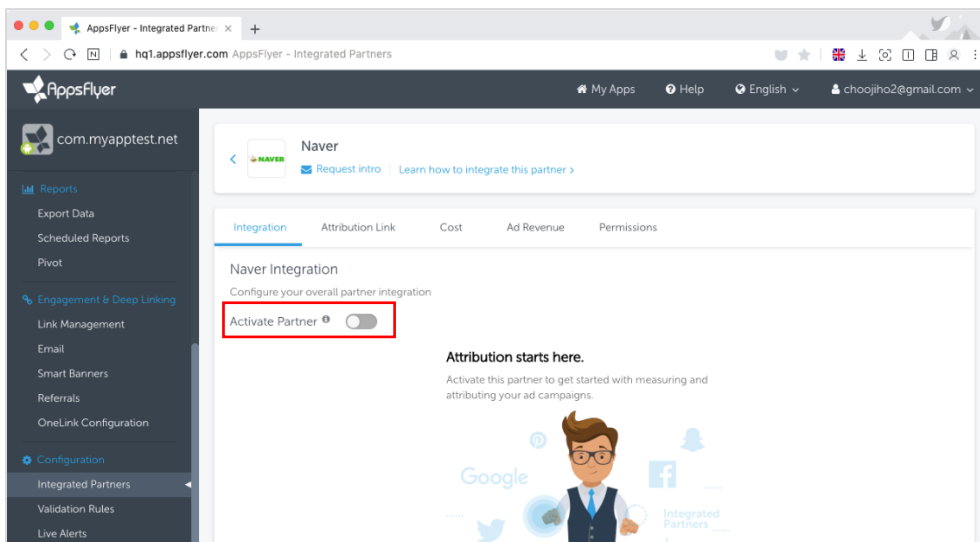 AppsFlyer - Integrated Partner
N
hq1.appsflyer.com AppsFlyer - Integrated Partners
AppsFlyer
My Apps
Help
English
choojiho2@gmail.com
com.myapptest.net
Reports
Export Data
Scheduled Reports
Pivot
Engagement & Deep Linking
Link Management
Email
Smart Banners
Referrals
OneLink Configuration
Configuration
Integrated Partners
Validation Rules
Live Alerts
NAVER
Naver
Request intro
Learn how to integrate this partner >
Integration
Attribution Link
Cost
Ad Revenue
Permissions
Naver Integration
Configure your overall partner integration
Activate Partner
Attribution starts here.
Activate this partner to get started with measuring and
attributing your ad campaigns.
Google
Integrated
Partners